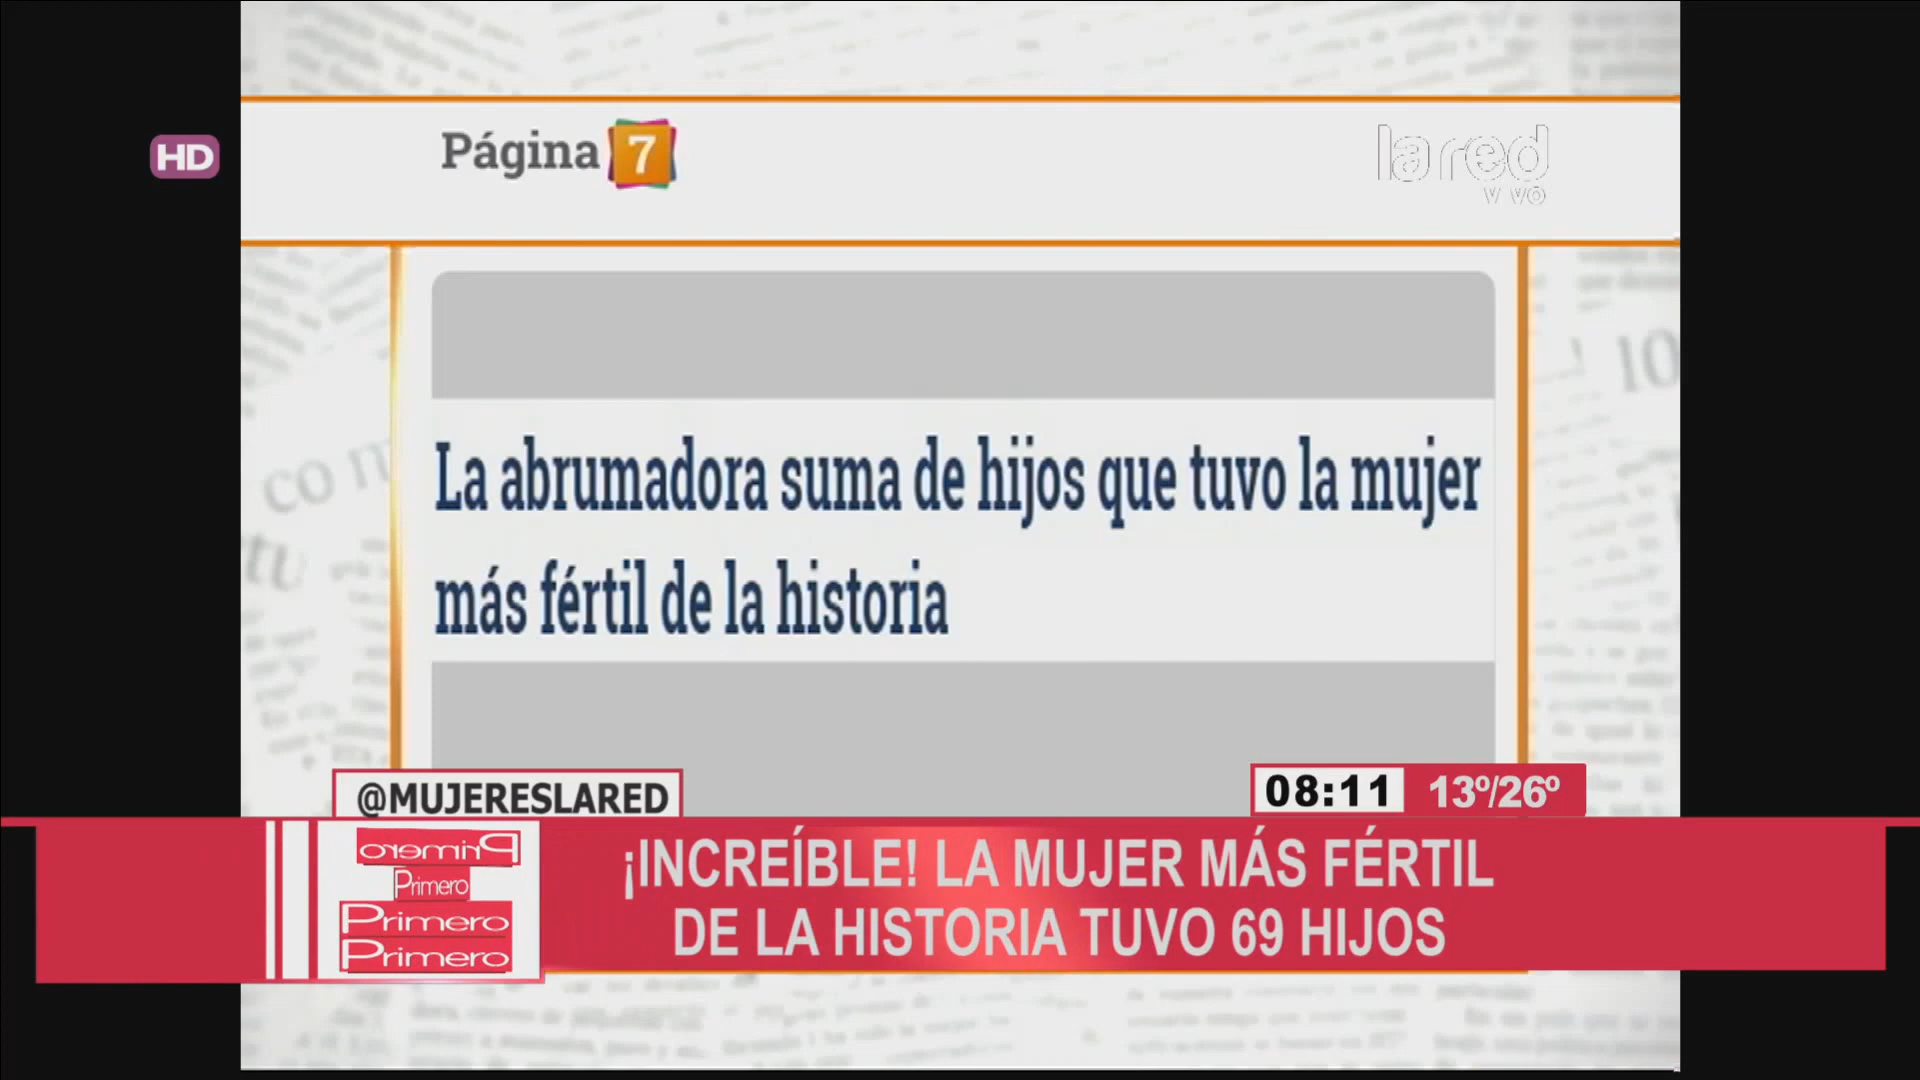 Página 7
HD
la red
VIVO
La abrumadora suma de hijos que tuvo la mujer
más fértil de la historia
@MUJERESLARED
08:11 13º/26º
Primero
Primero
Primero
Primero
¡INCREÍBLE! LA MUJER MÁS FÉRTIL
DE LA HISTORIA TUVO 69 HIJOS